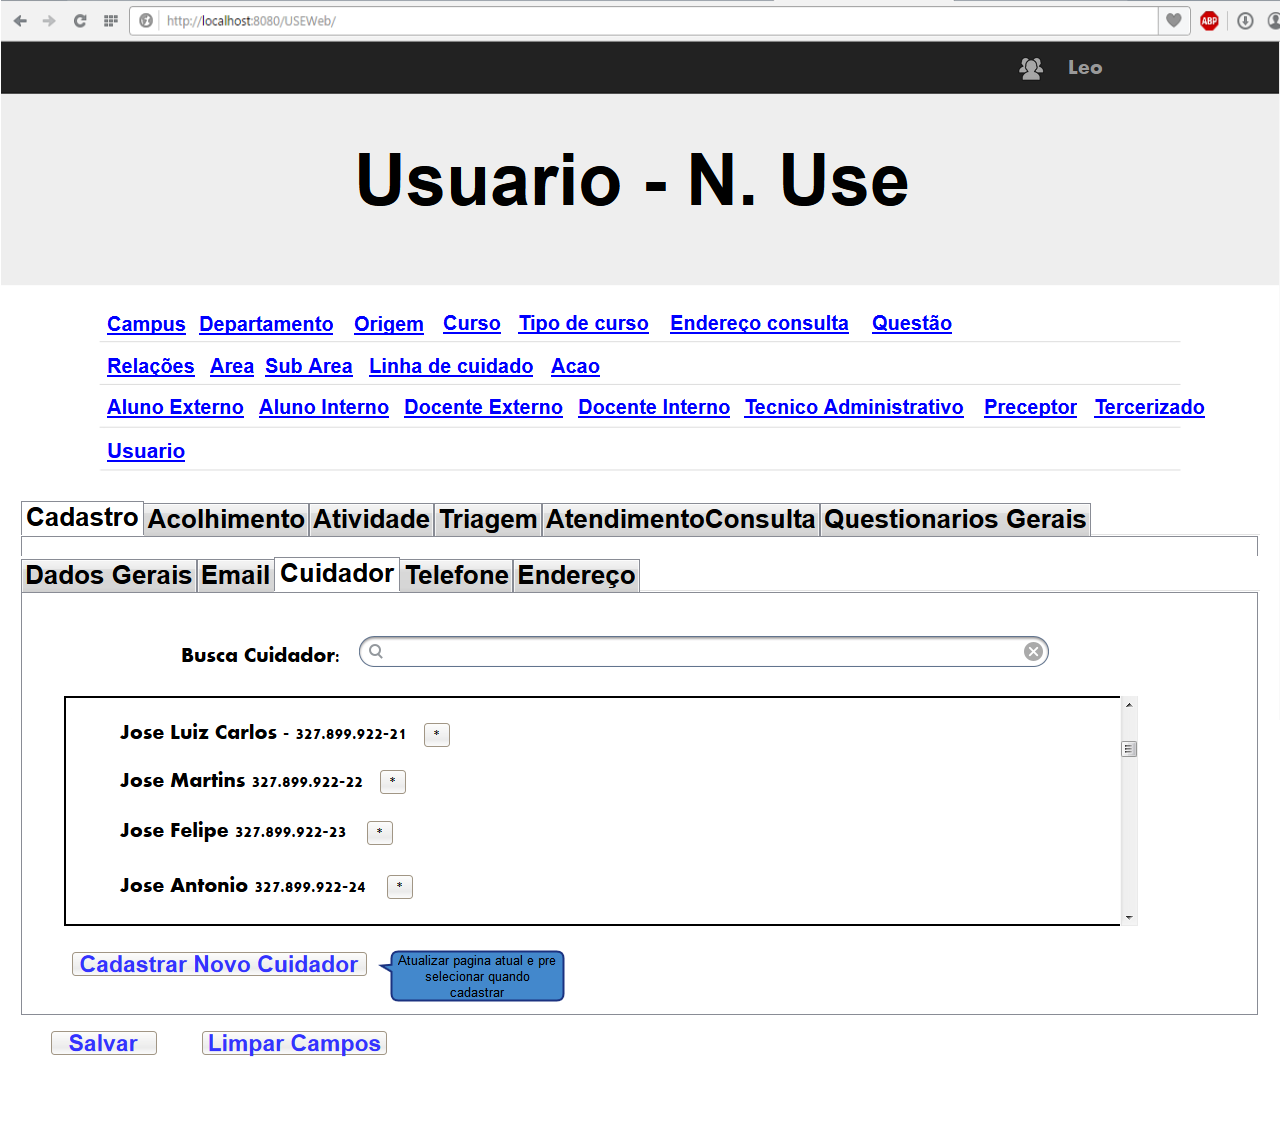 http://localhost:8080/USEWeb/
ABP
Leo
Usuario - N. Use
Campus Departamento Origem Curso Tipo de curso Endereço consulta Questão
Relações Area Sub Area Linha de cuidado Acao
Aluno Externo Aluno Interno Docente Externo Docente Interno Tecnico Administrativo Preceptor Tercerizado
Usuario
Cadastro Acolhimento Atividade Triagem AtendimentoConsulta Questionarios Gerais
Dados Gerais Email Cuidador Telefone Endereço
Busca Cuidador:
Jose Luiz Carlos - 327.899.922-21 *
Jose Martins 327.899.922-22 *
Jose Felipe 327.899.922-23 *
Jose Antonio 327.899.922-24 *
Cadastrar Novo Cuidador
Atualizar pagina atual e pre
selecionar quando
cadastrar
Salvar Limpar Campos